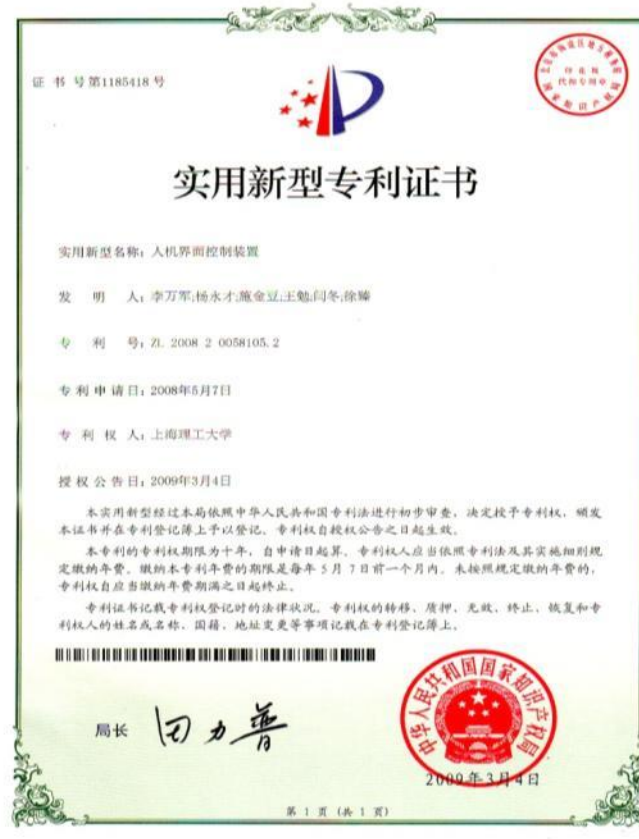 证书号第1185418号
印花税
代扣专用章
国家知识产权局
实用新型专利证书
实用新型名称：人机界面控制装置
发明人：李万军;杨永才;施金豆;王勉;闫冬;徐臻
专利号：ZL 2008 2 0058105.2
专利申请日：2008年5月7日
专利权人：上海理工大学
授权公告日：2009年3月4日
本实用新型经过本局依照中华人民共和国专利法进行初步审查，决定授予专利权，颁发
本证书并在专利登记簿上予以登记。专利权自授权公告之日起生效。
本专利的专利权期限为十年，自申请日起算。专利权人应当依照专利法及其实施细则规
定缴纳年费。缴纳本专利年费的期限是每年5月7日前一个月内。未按照规定缴纳年费的，
专利权自应当缴纳年费期满之日起终止。
专利证书记载专利权登记时的法律状况。专利权的转移、质押、无效、终止、恢复和专
利权人的姓名或名称、国籍、地址变更等事项记载在专利登记簿上。
局长 田力普
中华人民共和国国家知识产权局
2009年3月4日
第 1 页 (共 1 页)